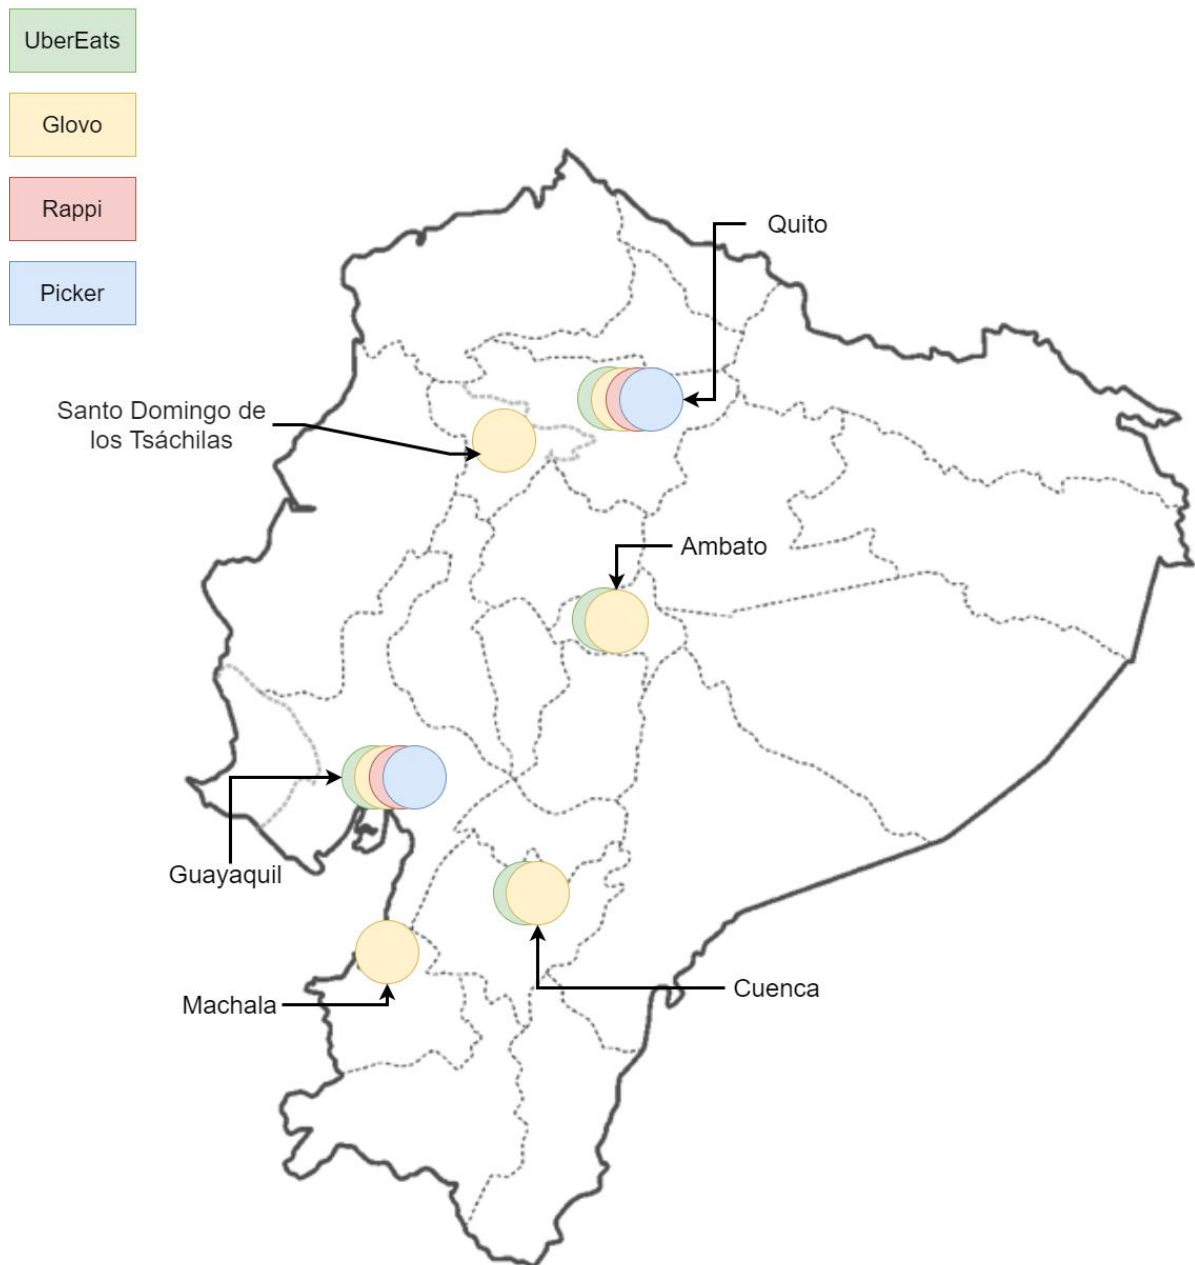 UberEats
Glovo
Rappi
Picker
Quito
Santo Domingo de
los Tsáchilas
Ambato
Guayaquil
Machala
Cuenca